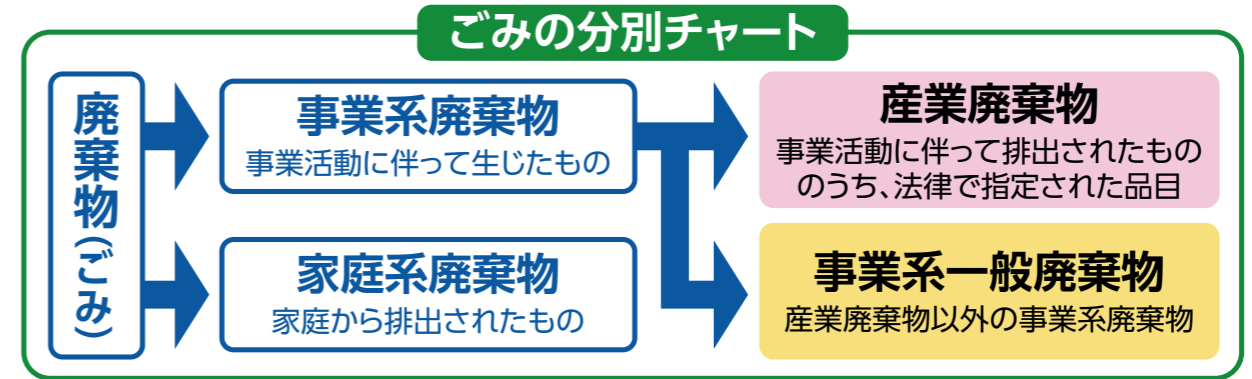 ごみの分別チャート
廃棄物(ごみ)
事業系廃棄物
事業活動に伴って生じたもの
家庭系廃棄物
家庭から排出されたもの
産業廃棄物
事業活動に伴って排出されたもの
のうち、法律で指定された品目
事業系一般廃棄物
産業廃棄物以外の事業系廃棄物